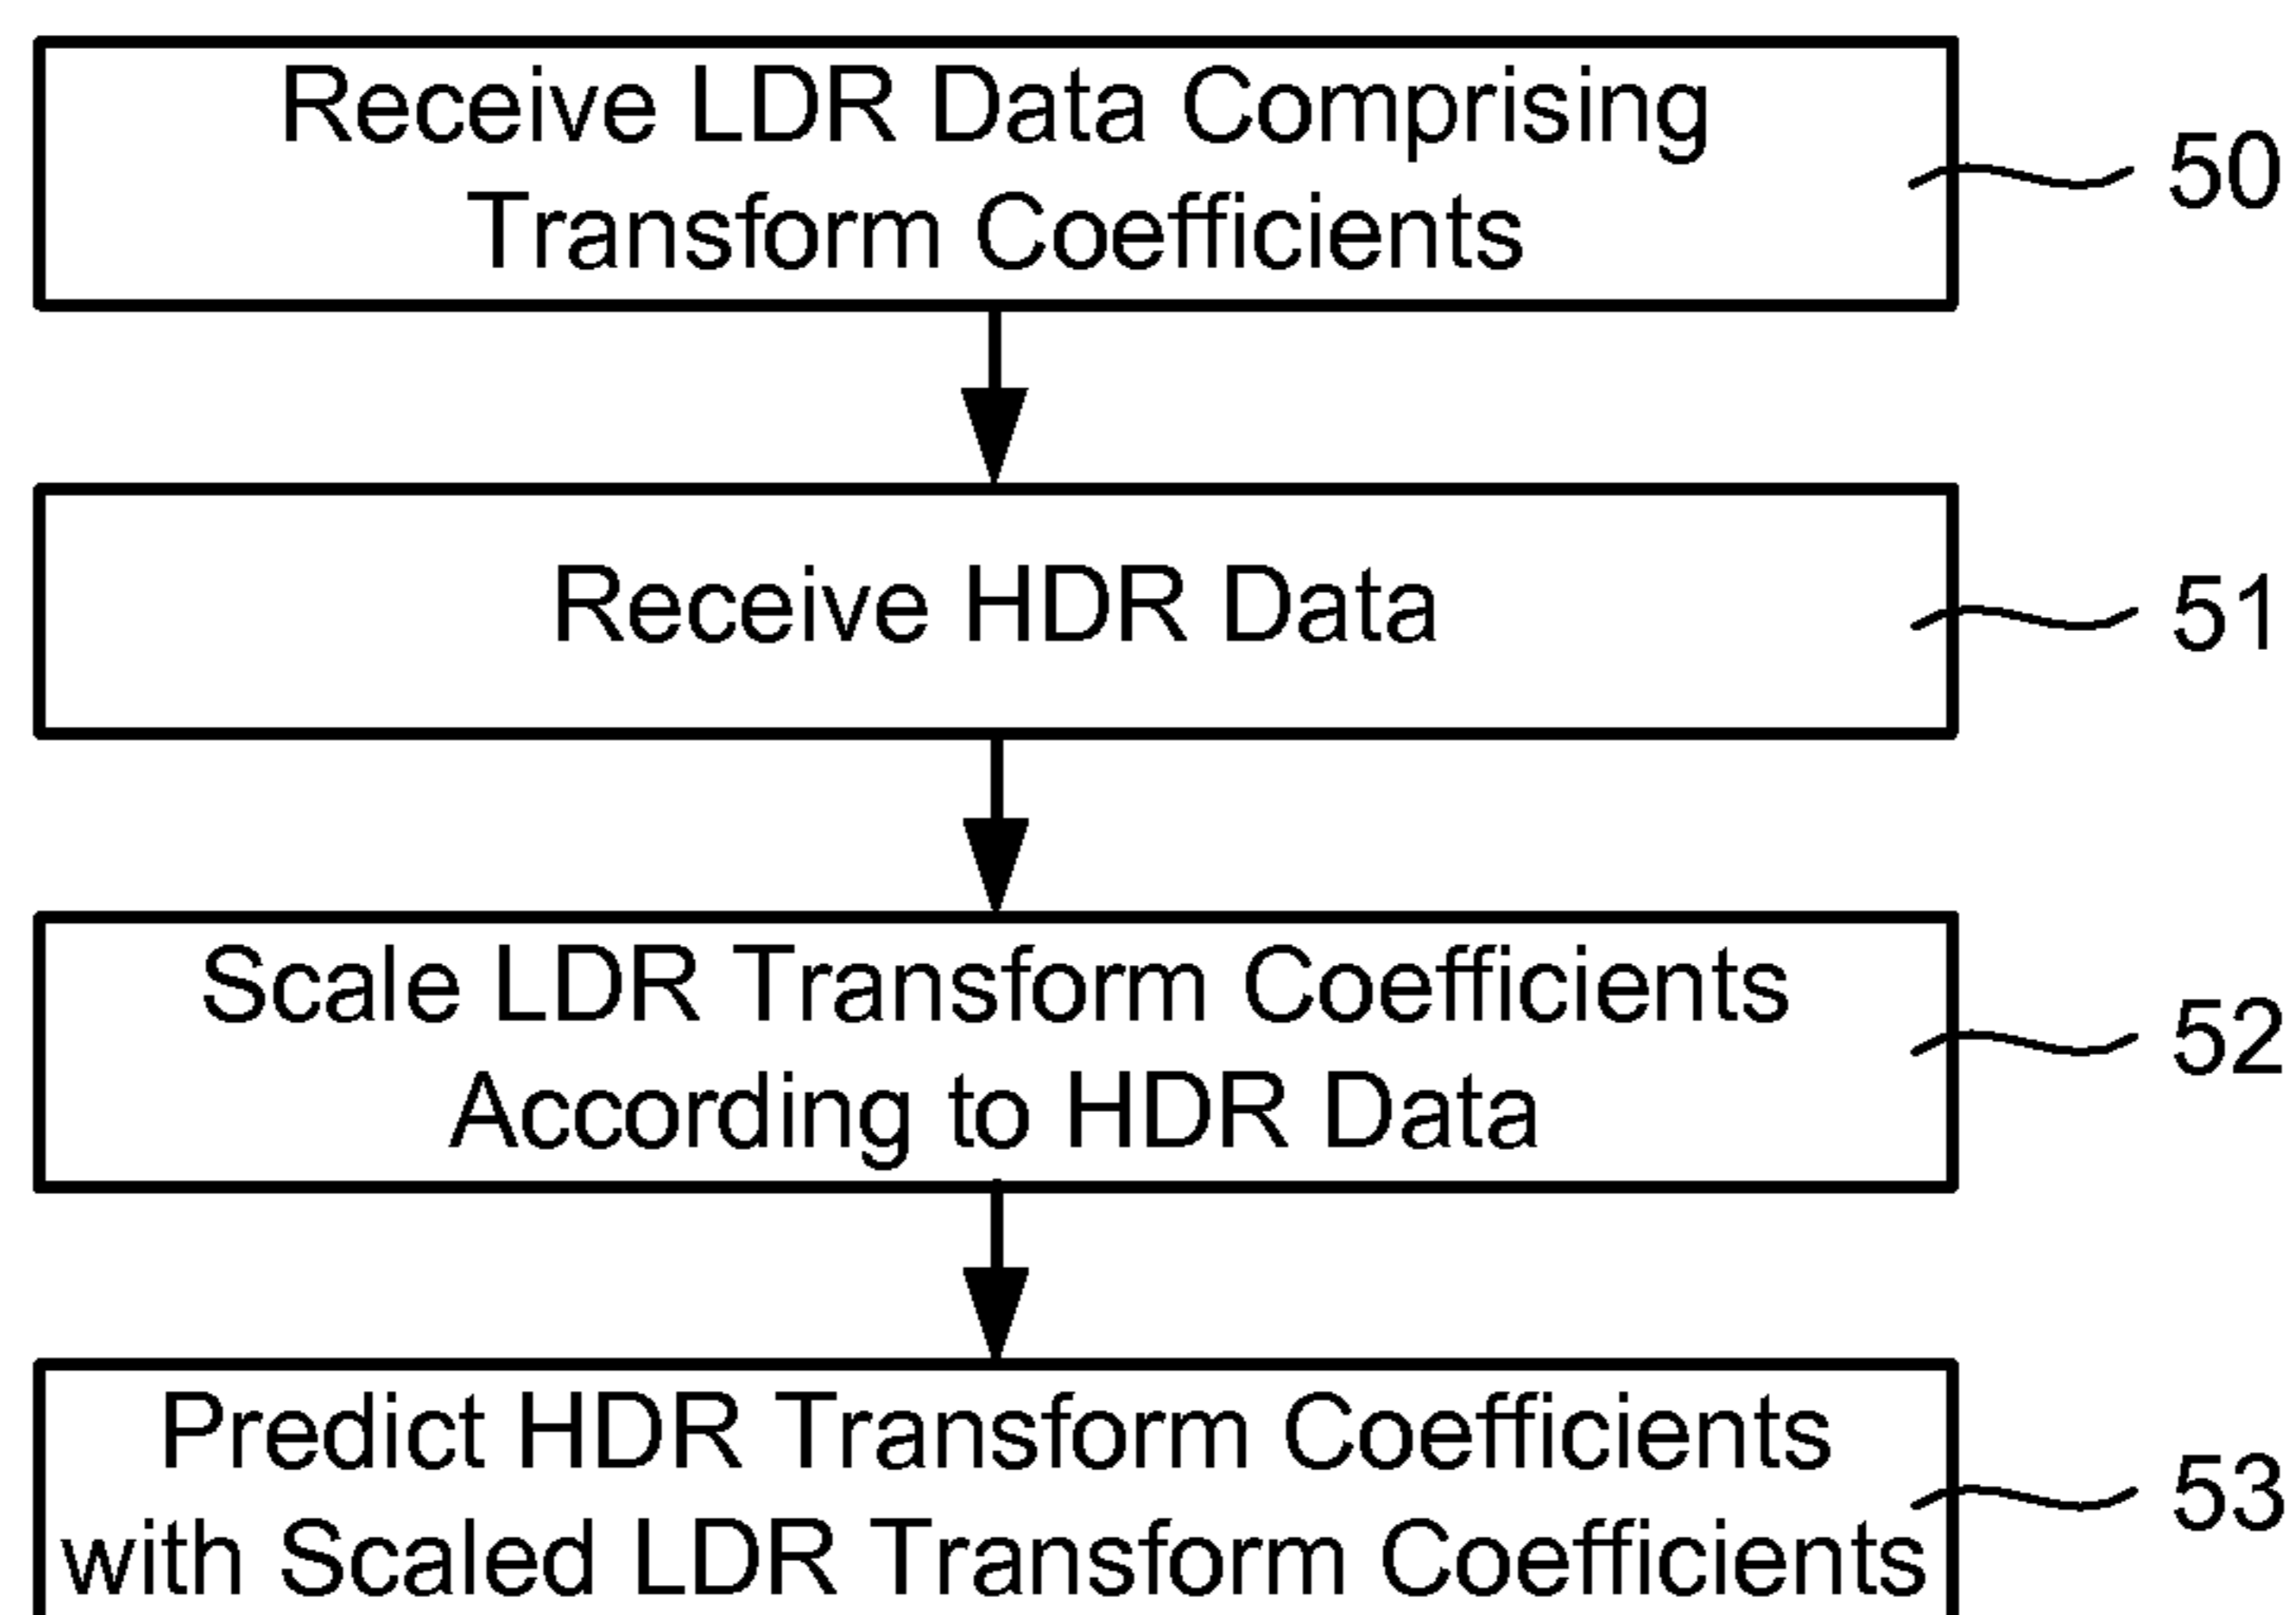 Receive LDR Data Comprising
Transform Coefficients
50
Receive HDR Data
51
Scale LDR Transform Coefficients
According to HDR Data
52
Predict HDR Transform Coefficients
with Scaled LDR Transform Coefficients
53